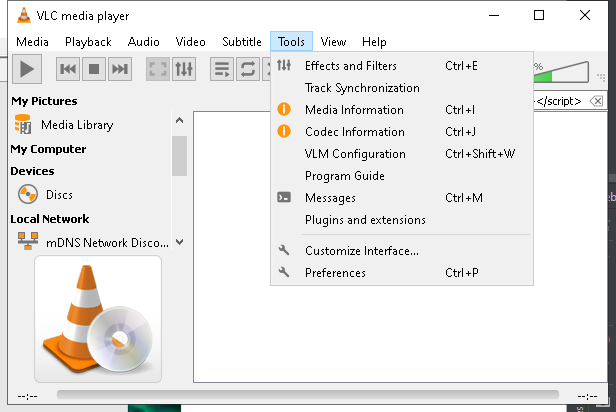 VLC media player
Media Playback Audio Video Subtitle Tools View Help
Effects and Filters Ctrl+E
Track Synchronization
Media Information Ctrl+I
Codec Information Ctrl+J
VLM Configuration Ctrl+Shift+W
Program Guide
Messages Ctrl+M
Plugins and extensions
Customize Interface...
Preferences Ctrl+P
%
</script>
My Pictures
Media Library
My Computer
Devices
Discs
Local Network
mDNS Network Disco...
--:-- --:--